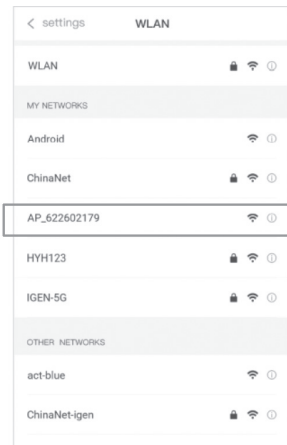 settings WLAN
WLAN
MY NETWORKS
Android
ChinaNet
AP_622602179
HYH123
IGEN-5G
OTHER NETWORKS
act-blue
ChinaNet-igen